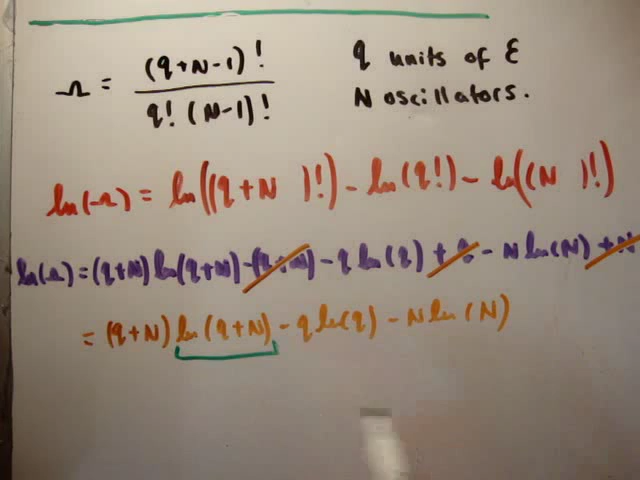 Ω = (q+N-1)! / q! (N-1)!
q units of ε
N oscillators.
ln(Ω) = ln((q+N )!) - ln(q!) - ln((N )!)
ln(Ω) = (q+N) ln(q+N) - (q+N) - q ln(q) + q - N ln(N) + N
= (q+N) ln(q+N) - q ln(q) - N ln(N)